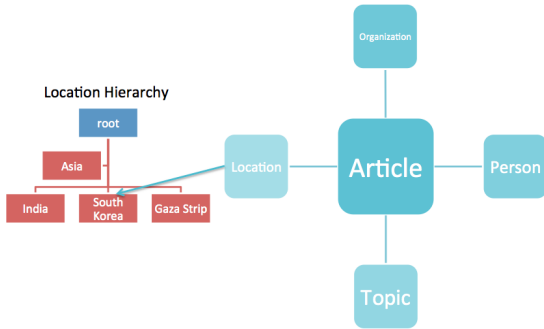 Organization
Location Hierarchy
root
Asia
India
South
Korea
Gaza Strip
Location
Article
Person
Topic